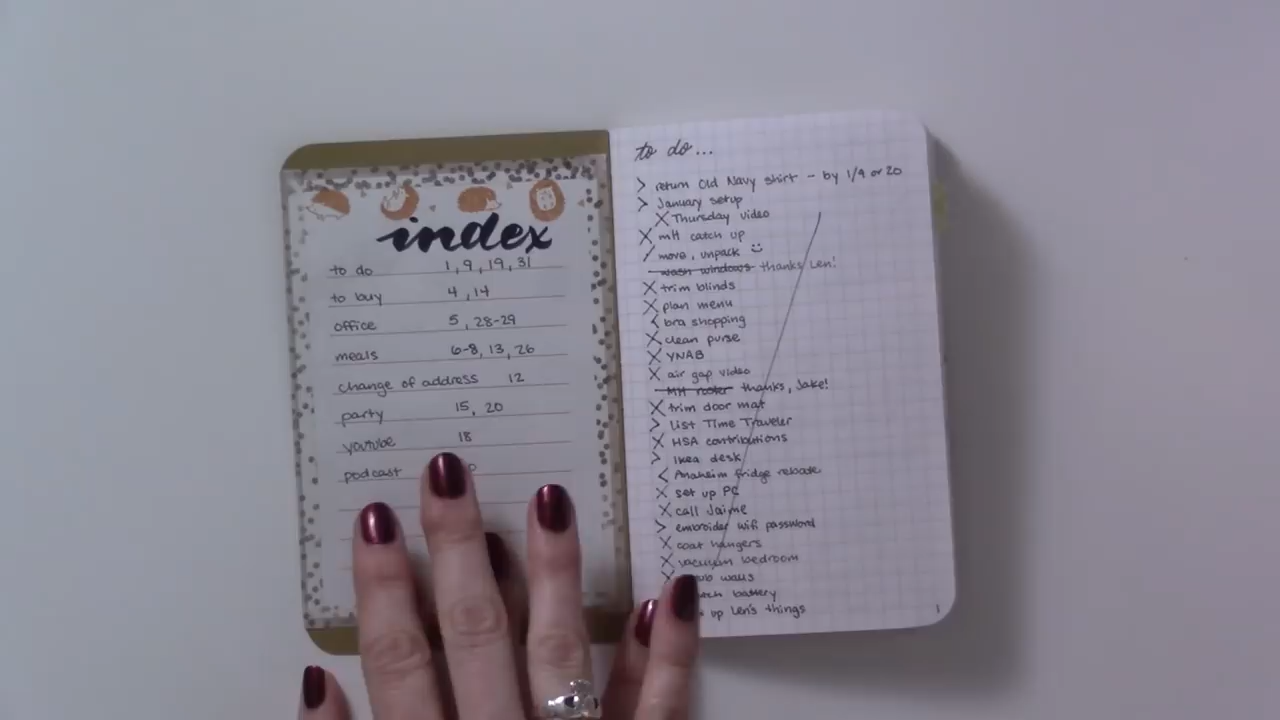 index
to do 1, 9, 19, 31
to buy 4, 14
office 5, 28-29
meals 6-8, 13, 26
change of address 12
party 15, 20
youtube 18
podcast
to do...
> return Old Navy shirt - by 1/9 or 20
> January setup
X Thursday video
X mH catch up
/ move, unpack :)
wash windows thanks Len!
X trim blinds
X plan menu
< bra shopping
X clean purse
X YNAB
X air gap video
MH roster thanks, Jake!
X trim door mat
> List Time Traveler
X HSA contributions
> Ikea desk
< Anaheim fridge rebate
X set up PC
X call Jaime
> embroider wifi password
X coat hangers
X vacuum bedroom
walls
battery
up Len's things
1